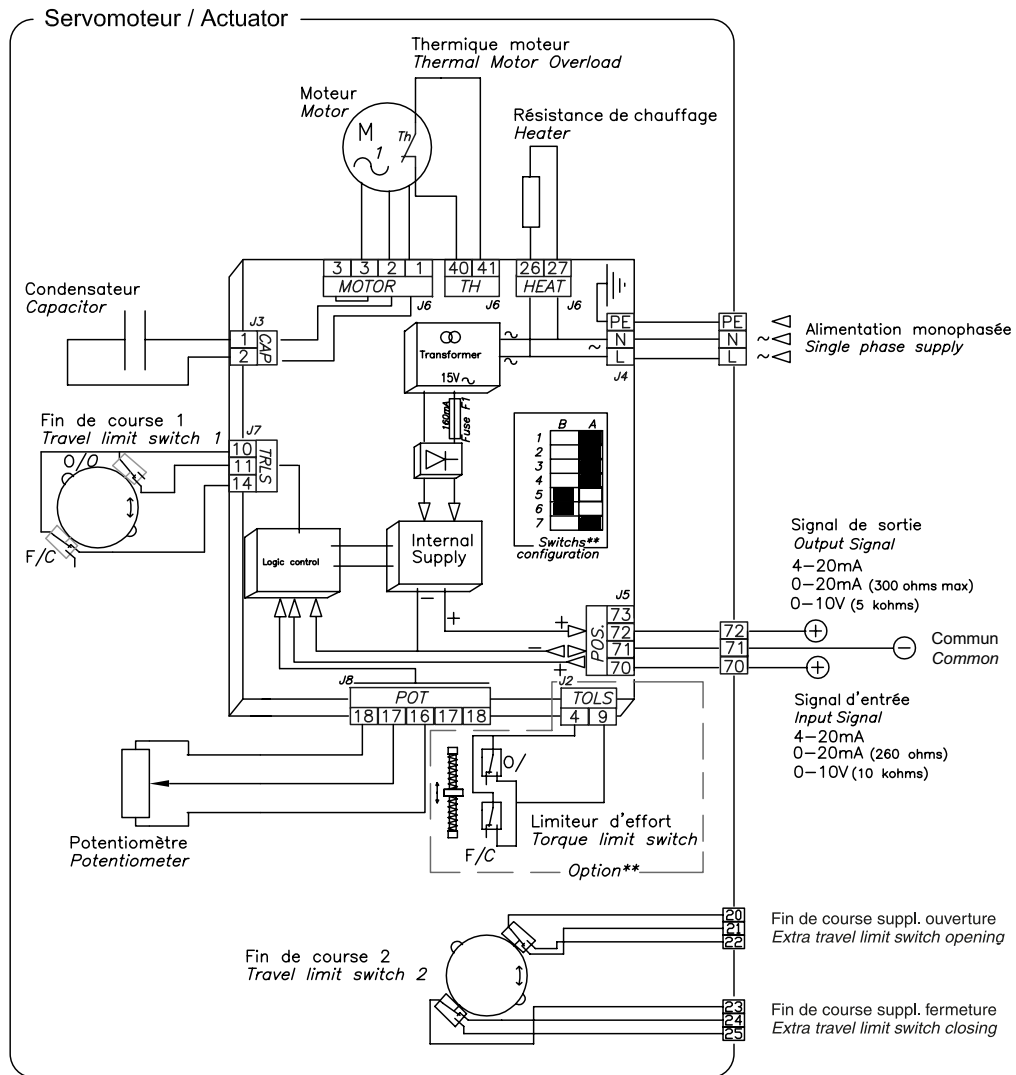 Servomoteur / Actuator
Thermique moteur
Thermal Motor Overload
Moteur
Motor
M
1
Th
Résistance de chauffage
Heater
3 3 2 1
MOTOR
J6
40 41
TH
J6
26 27
HEAT
J6
Condensateur
Capacitor
J3
1
2
CAP
Transformer
15V
160mA
Fuse F1
PE
N
~ L
J4
PE
N
L
~
~
Alimentation monophasée
Single phase supply
Fin de course 1
Travel limit switch 1
O/O
F/C
J7
10
11
14
TRLS
Logic control
Internal
Supply
B A
1
2
3
4
5
6
7
Switchs**
configuration
Signal de sortie
Output Signal
4–20mA
0–20mA (300 ohms max)
0–10V (5 kohms)
J5
73
72
71
70
POS.
+
–
+
–
+
72
71
70
+
–
+
Commun
Common
Signal d'entrée
Input Signal
4–20mA
0–20mA (260 ohms)
0–10V (10 kohms)
J8
POT
18 17 16 17 18
J2
TOLS
4 9
O/
F/C
Limiteur d'effort
Torque limit switch
Option**
Potentiomètre
Potentiometer
Fin de course 2
Travel limit switch 2
20
21
22
Fin de course suppl. ouverture
Extra travel limit switch opening
23
24
25
Fin de course suppl. fermeture
Extra travel limit switch closing